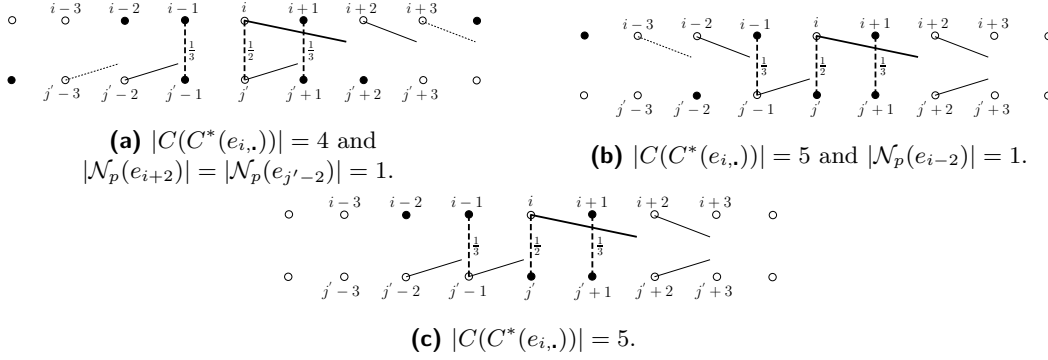 i − 3 i − 2 i − 1 i i + 1 i + 2 i + 3
1/3 1/2 1/3
j′ − 3 j′ − 2 j′ − 1 j′ j′ + 1 j′ + 2 j′ + 3
(a) |C(C*(e_{i,.}))| = 4 and
|𝒩_p(e_{i+2})| = |𝒩_p(e_{j′−2})| = 1.
i − 3 i − 2 i − 1 i i + 1 i + 2 i + 3
1/3 1/2 1/3
j′ − 3 j′ − 2 j′ − 1 j′ j′ + 1 j′ + 2 j′ + 3
(b) |C(C*(e_{i,.}))| = 5 and |𝒩_p(e_{i−2})| = 1.
i − 3 i − 2 i − 1 i i + 1 i + 2 i + 3
1/3 1/2 1/3
j′ − 3 j′ − 2 j′ − 1 j′ j′ + 1 j′ + 2 j′ + 3
(c) |C(C*(e_{i,.}))| = 5.